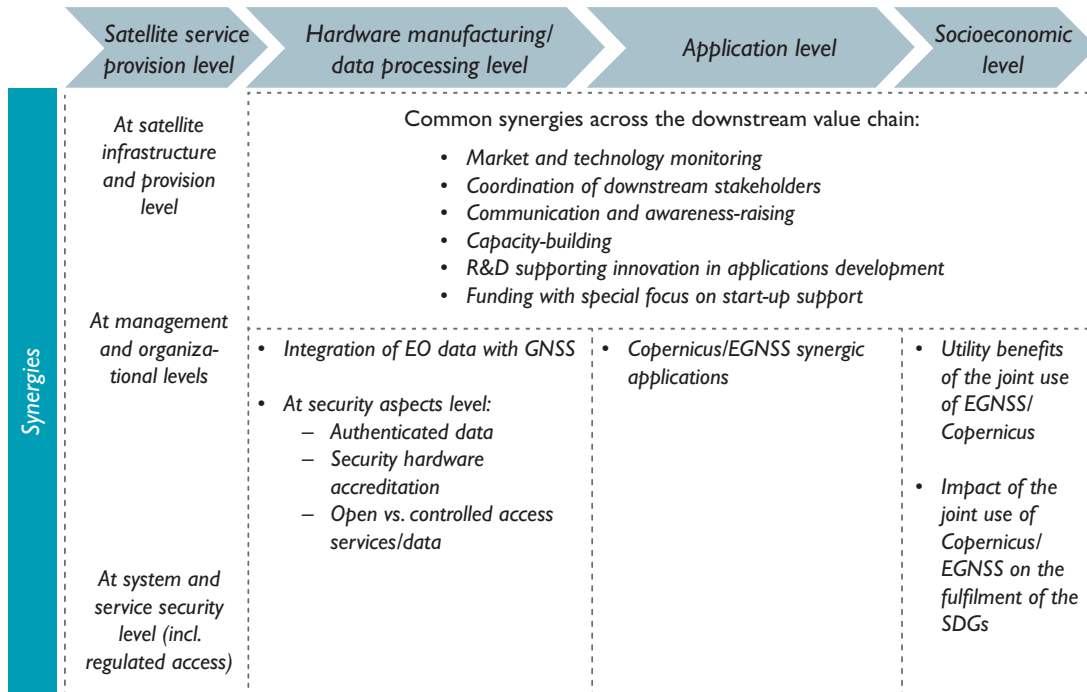 Satellite service
provision level
Hardware manufacturing/
data processing level
Application level
Socioeconomic
level
Synergies
At satellite
infrastructure
and provision
level
At management
and organiza-
tional levels
At system and
service security
level (incl.
regulated access)
Common synergies across the downstream value chain:
• Market and technology monitoring
• Coordination of downstream stakeholders
• Communication and awareness-raising
• Capacity-building
• R&D supporting innovation in applications development
• Funding with special focus on start-up support
• Integration of EO data with GNSS
• At security aspects level:
– Authenticated data
– Security hardware
accreditation
– Open vs. controlled access
services/data
• Copernicus/EGNSS synergic
applications
• Utility benefits
of the joint use
of EGNSS/
Copernicus
• Impact of the
joint use of
Copernicus/
EGNSS on the
fulfilment of the
SDGs